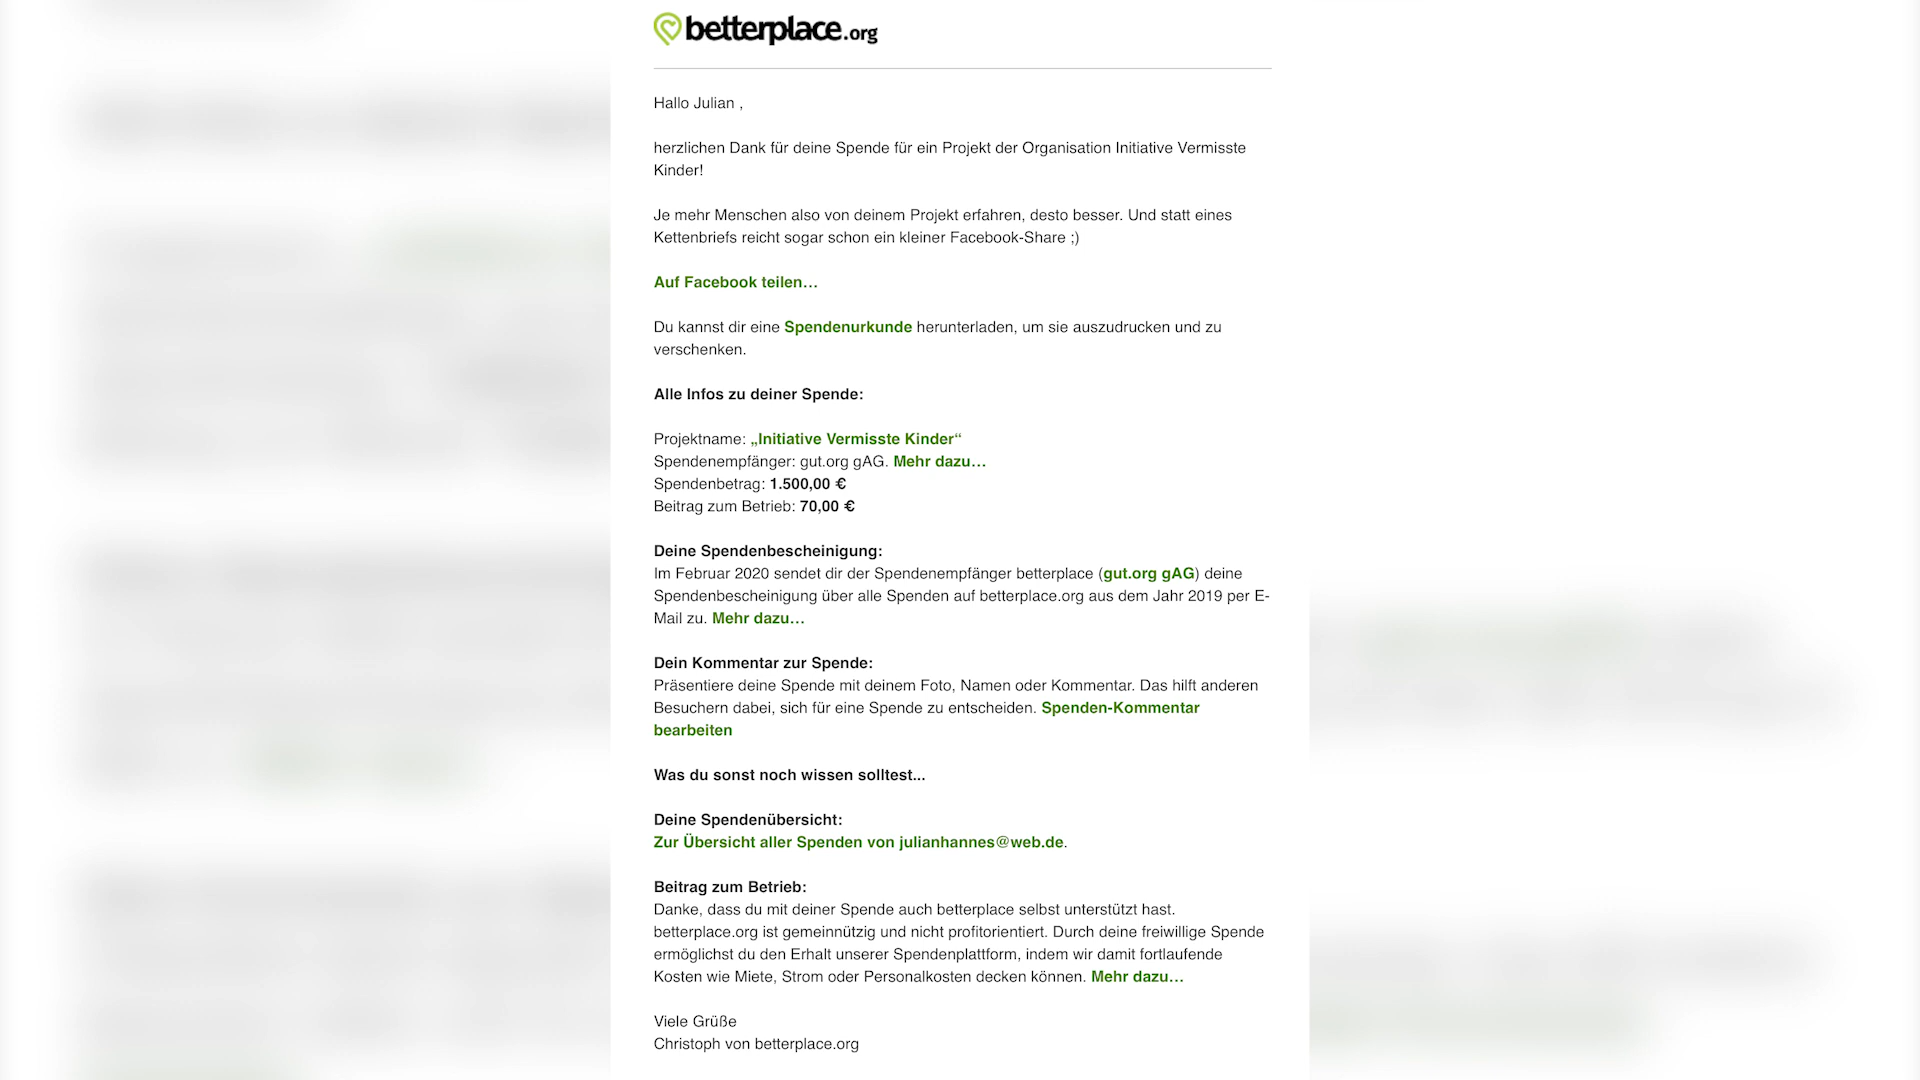 betterplace.org
Hallo Julian ,
herzlichen Dank für deine Spende für ein Projekt der Organisation Initiative Vermisste
Kinder!
Je mehr Menschen also von deinem Projekt erfahren, desto besser. Und statt eines
Kettenbriefs reicht sogar schon ein kleiner Facebook-Share ;)
Auf Facebook teilen…
Du kannst dir eine Spendenurkunde herunterladen, um sie auszudrucken und zu
verschenken.
Alle Infos zu deiner Spende:
Projektname: „Initiative Vermisste Kinder“
Spendenempfänger: gut.org gAG. Mehr dazu…
Spendenbetrag: 1.500,00 €
Beitrag zum Betrieb: 70,00 €
Deine Spendenbescheinigung:
Im Februar 2020 sendet dir der Spendenempfänger betterplace (gut.org gAG) deine
Spendenbescheinigung über alle Spenden auf betterplace.org aus dem Jahr 2019 per E-
Mail zu. Mehr dazu…
Dein Kommentar zur Spende:
Präsentiere deine Spende mit deinem Foto, Namen oder Kommentar. Das hilft anderen
Besuchern dabei, sich für eine Spende zu entscheiden. Spenden-Kommentar
bearbeiten
Was du sonst noch wissen solltest...
Deine Spendenübersicht:
Zur Übersicht aller Spenden von julianhannes@web.de.
Beitrag zum Betrieb:
Danke, dass du mit deiner Spende auch betterplace selbst unterstützt hast.
betterplace.org ist gemeinnützig und nicht profitorientiert. Durch deine freiwillige Spende
ermöglichst du den Erhalt unserer Spendenplattform, indem wir damit fortlaufende
Kosten wie Miete, Strom oder Personalkosten decken können. Mehr dazu…
Viele Grüße
Christoph von betterplace.org